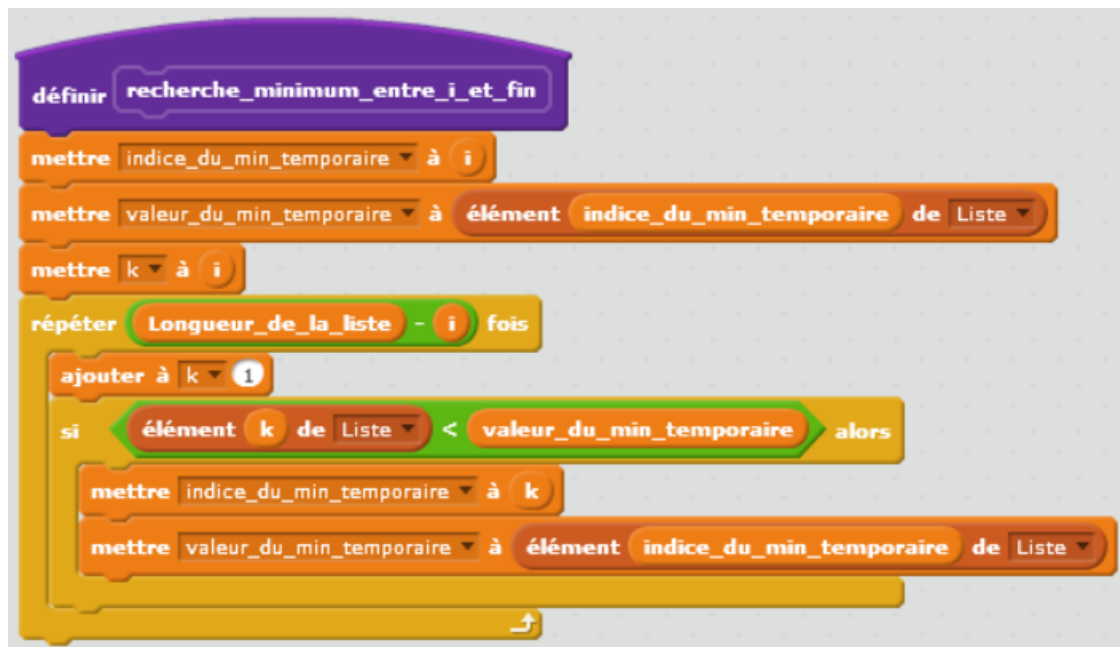 définir recherche_minimum_entre_i_et_fin
mettre indice_du_min_temporaire à i
mettre valeur_du_min_temporaire à élément indice_du_min_temporaire de Liste
mettre k à i
répéter Longueur_de_la_liste - i fois
ajouter à k 1
si élément k de Liste < valeur_du_min_temporaire alors
mettre indice_du_min_temporaire à k
mettre valeur_du_min_temporaire à élément indice_du_min_temporaire de Liste